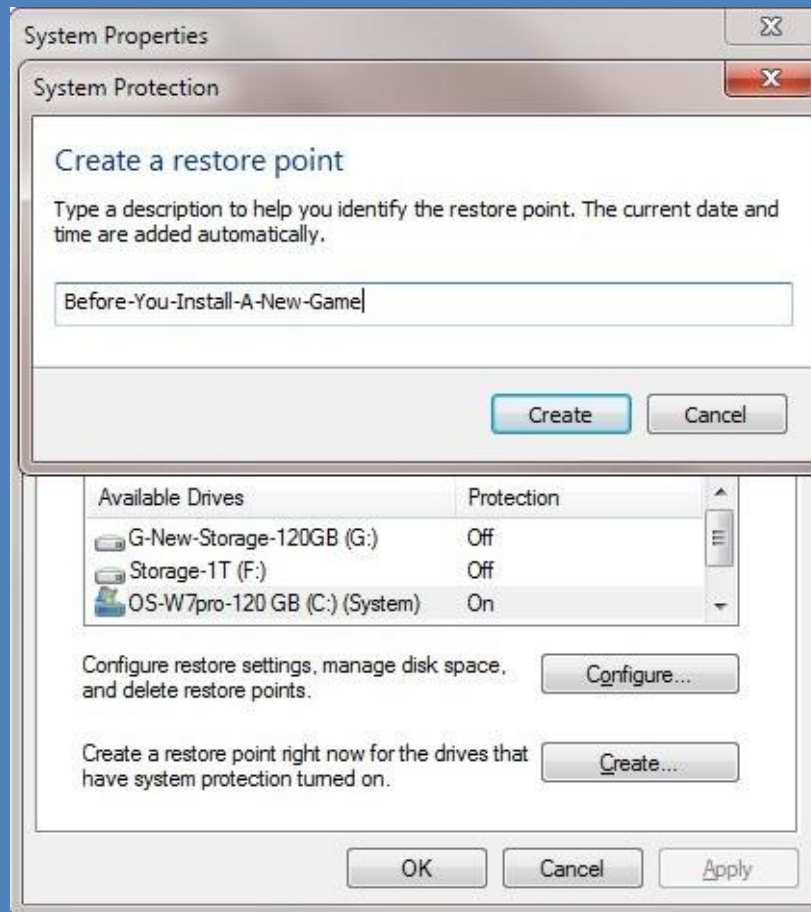 System Properties
System Protection
Create a restore point
Type a description to help you identify the restore point. The current date and
time are added automatically.
Before-You-Install-A-New-Game
Create Cancel
Available Drives Protection
G-New-Storage-120GB (G:) Off
Storage-1T (F:) Off
OS-W7pro-120 GB (C:) (System) On
Configure restore settings, manage disk space,
and delete restore points.
Configure...
Create a restore point right now for the drives that
have system protection turned on.
Create...
OK Cancel Apply